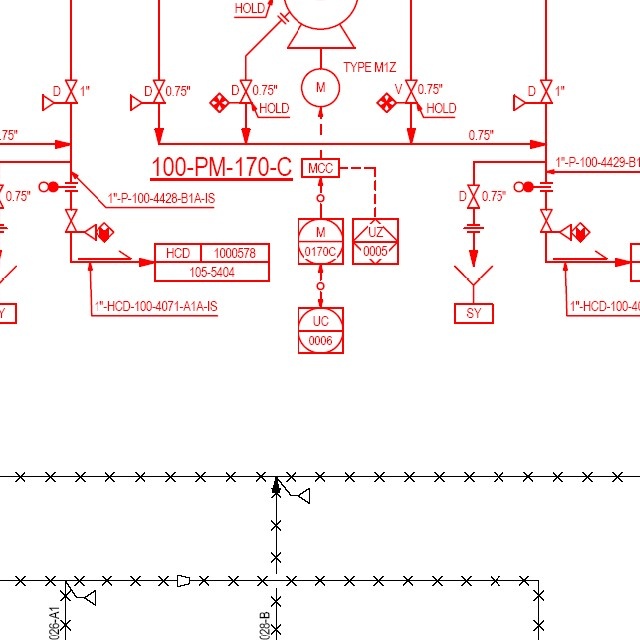 HOLD
TYPE M1Z
D 1"
D 0.75"
D 0.75"
M
V 0.75"
D 1"
HOLD
HOLD
.75"
0.75"
100-PM-170-C
MCC
1"-P-100-4429-B1
0.75"
1"-P-100-4428-B1A-IS
D 0.75"
M
0170C
UZ
0005
HCD 1000578
105-5404
1"-HCD-100-4071-A1A-IS
1"-HCD-100-40
Y
UC
0006
SY
026-A1
028-B